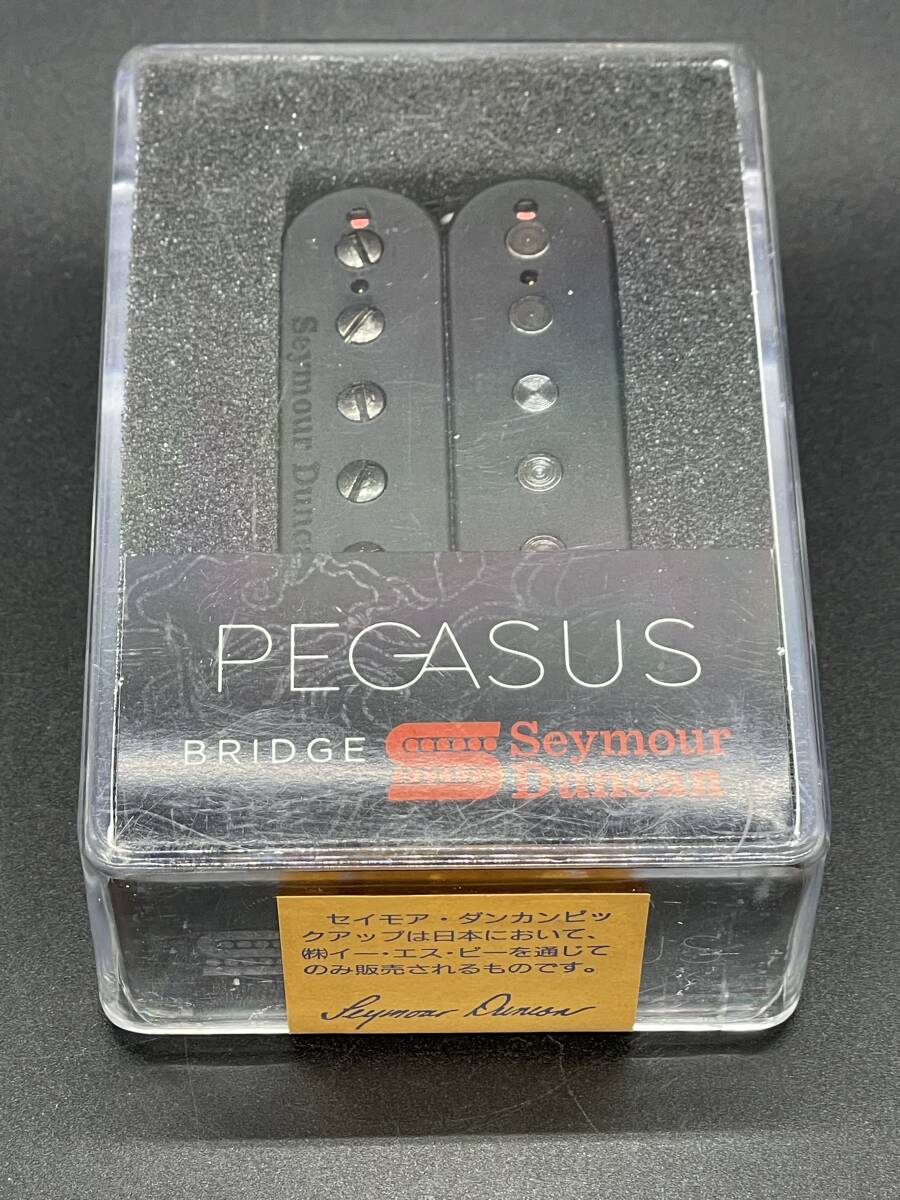 Seymour Duncan
PEGASUS
BRIDGE
Seymour
Duncan
セイモア・ダンカンピッ
クアップは日本において、
㈱イー・エス・ピーを通じて
のみ販売されるものです。
Seymour Duncan